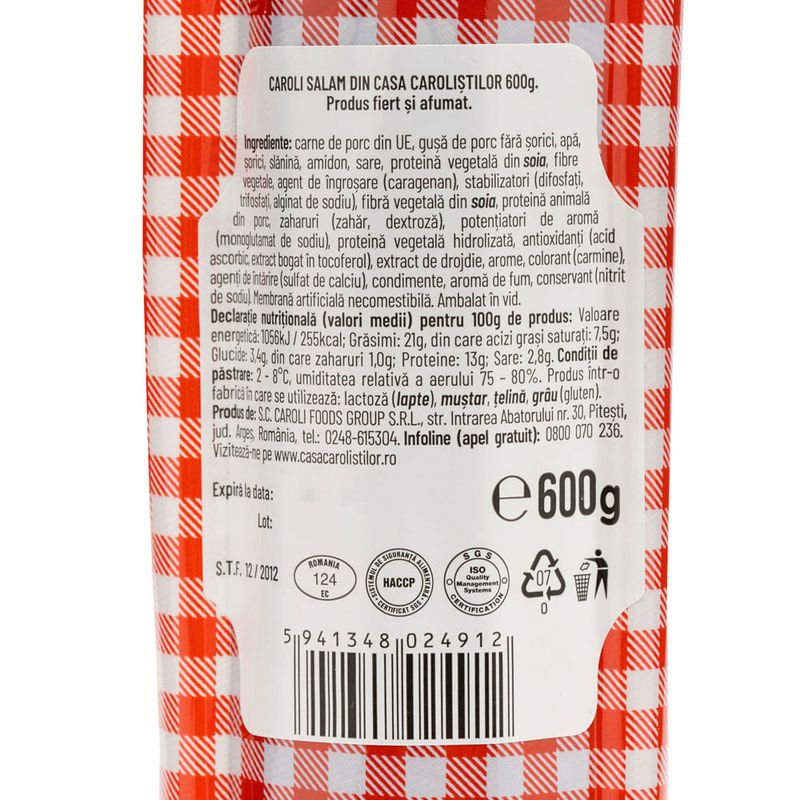 CAROLI SALAM DIN CASA CAROLIȘTILOR 600g.
Produs fiert și afumat.
Ingrediente: carne de porc din UE, gușă de porc fără șorici, apă,
șorici, slănină, amidon, sare, proteină vegetală din soia, fibre
vegetale, agent de îngroșare (caragenan), stabilizatori (difosfați,
trifosfați, alginat de sodiu), fibră vegetală din soia, proteină animală
din porc, zaharuri (zahăr, dextroză), potențiatori de aromă
(monoglutamat de sodiu), proteină vegetală hidrolizată, antioxidanți (acid
ascorbic, extract bogat în tocoferol), extract de drojdie, arome, colorant (carmine),
agenți de întărire (sulfat de calciu), condimente, aromă de fum, conservant (nitrit
de sodiu). Membrană artificială necomestibilă. Ambalat în vid.
Declarație nutrițională (valori medii) pentru 100g de produs: Valoare
energetică: 1056kJ / 255kcal; Grăsimi: 21g, din care acizi grași saturați: 7,5g;
Glucide: 3,4g, din care zaharuri 1,0g; Proteine: 13g; Sare: 2,8g. Condiții de
păstrare: 2 - 8°C, umiditatea relativă a aerului 75 – 80%. Produs într-o
fabrică în care se utilizează: lactoză (lapte), muștar, țelină, grâu (gluten).
Produs de: S.C. CAROLI FOODS GROUP S.R.L., str. Intrarea Abatorului nr. 30, Pitești,
jud. Argeș, România, tel.: 0248-615304. Infoline (apel gratuit): 0800 070 236.
Vizitează-ne pe www.casacarolistilor.ro
Expiră la data:
℮600g
Lot:
S.T.F. 12 / 2012
ROMANIA
124
EC
SISTEMUL DE SIGURANȚĂ ALIMENTARĂ
HACCP
CERTIFICAT SGS
SGS
ISO
Quality
Management
Systems
CERTIFICATION
07
0
5 941348 024912